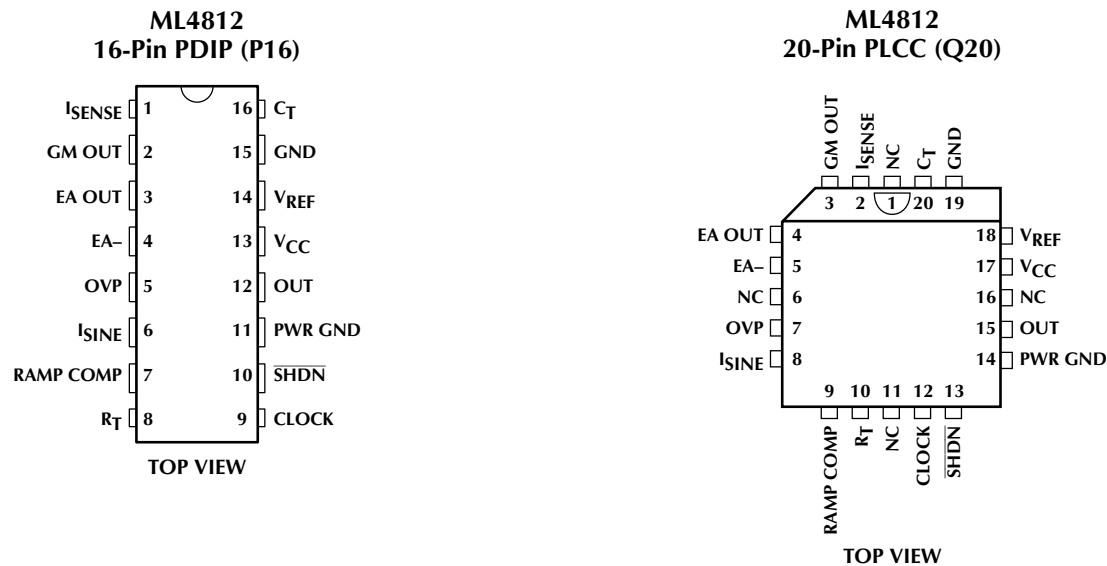 ML4812
16-Pin PDIP (P16)
ISENSE 1 16 CT
GM OUT 2 15 GND
EA OUT 3 14 VREF
EA– 4 13 VCC
OVP 5 12 OUT
ISINE 6 11 PWR GND
RAMP COMP 7 10 SHDN
RT 8 9 CLOCK
TOP VIEW
ML4812
20-Pin PLCC (Q20)
GM OUT
ISENSE
NC
CT
GND
3 2 1 20 19
EA OUT 4 18 VREF
EA– 5 17 VCC
NC 6 16 NC
OVP 7 15 OUT
ISINE 8 14 PWR GND
9 10 11 12 13
RAMP COMP
RT
NC
CLOCK
SHDN
TOP VIEW